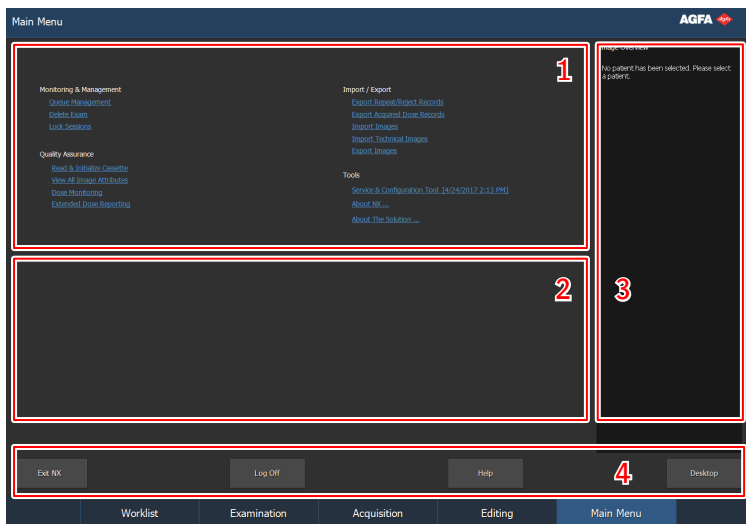 Main Menu
AGFA
1
Monitoring & Management
Queue Management
Delete Exam
Lock Sessions
Quality Assurance
Read & Initialize Cassette
View All Image Attributes
Dose Monitoring
Extended Dose Reporting
Import / Export
Export Repeat/Reject Records
Export Acquired Dose Records
Import Images
Import Technical Images
Export Images
Tools
Service & Configuration Tool [4/24/2017 2:13 PM]
About NX ...
About The Solution ...
2
Image Overview
No patient has been selected. Please select
a patient.
3
Exit NX
Log Off
Help
4
Desktop
Worklist
Examination
Acquisition
Editing
Main Menu